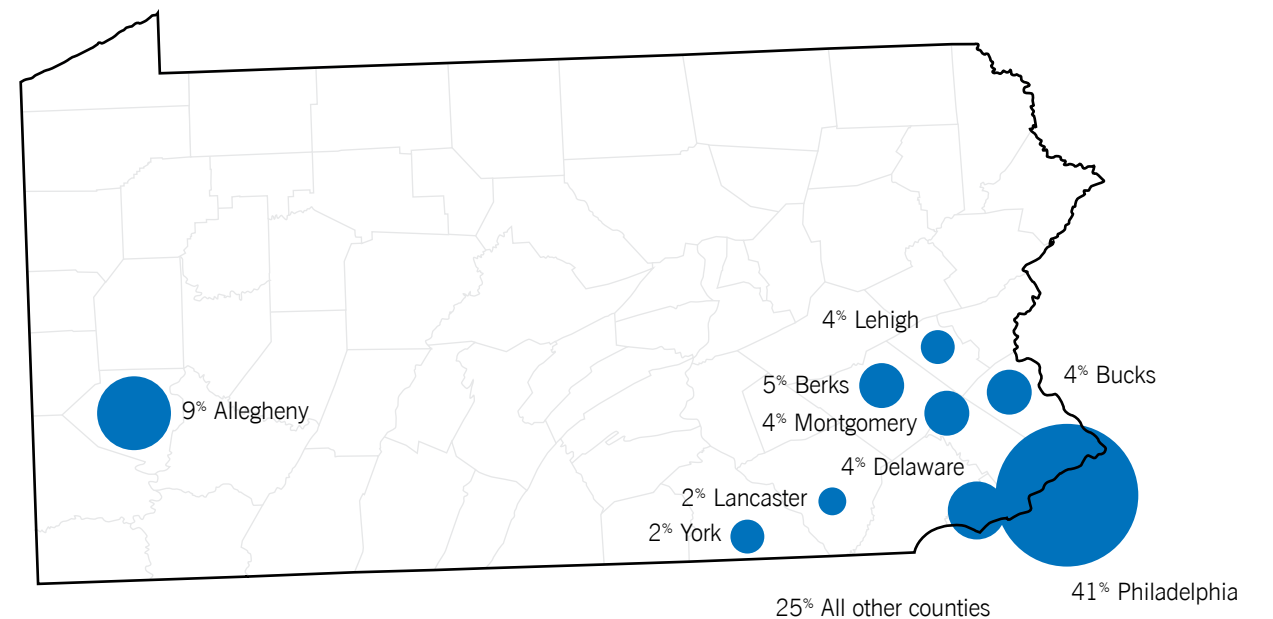 4% Lehigh
4% Bucks
5% Berks
9% Allegheny
4% Montgomery
4% Delaware
2% Lancaster
2% York
41% Philadelphia
25% All other counties